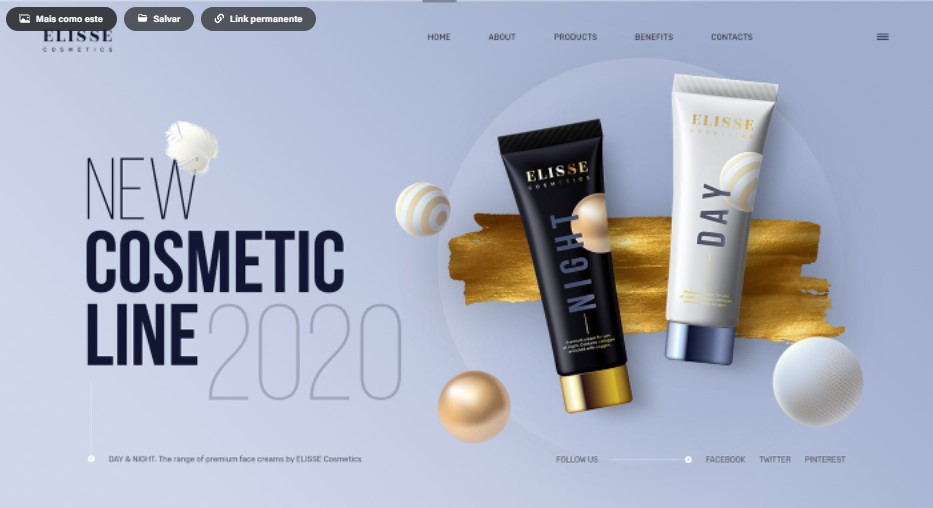 Mais como este
Salvar
Link permanente
ELISSE
COSMETICS
HOME
ABOUT
PRODUCTS
BENEFITS
CONTACTS
NEW
COSMETIC
LINE 2020
ELISSE
COSMETICS
NIGHT
ELISSE
COSMETICS
DAY
DAY & NIGHT. The range of premium face creams by ELISSE Cosmetics
FOLLOW US
FACEBOOK
TWITTER
PINTEREST